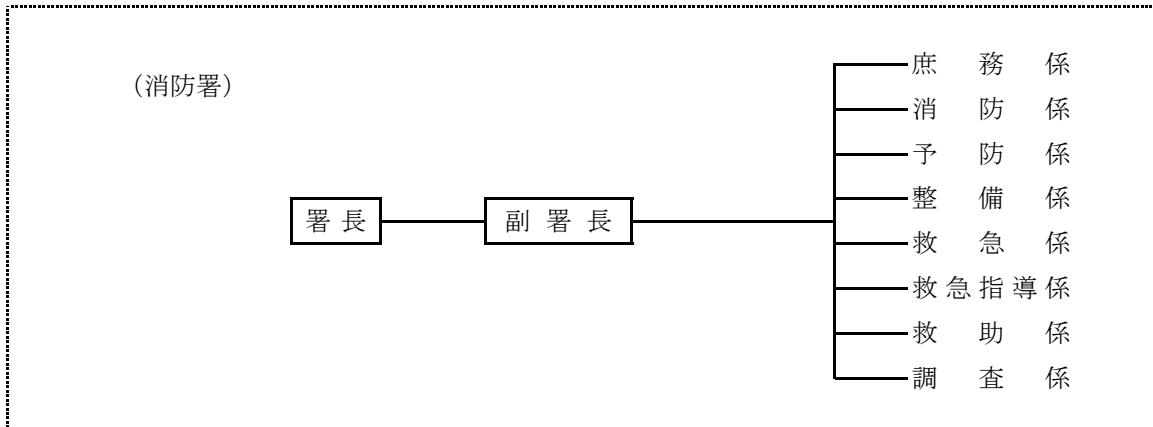 (消防署)
署長
副署長
庶務係
消防係
予防係
整備係
救急係
救急指導係
救助係
調査係